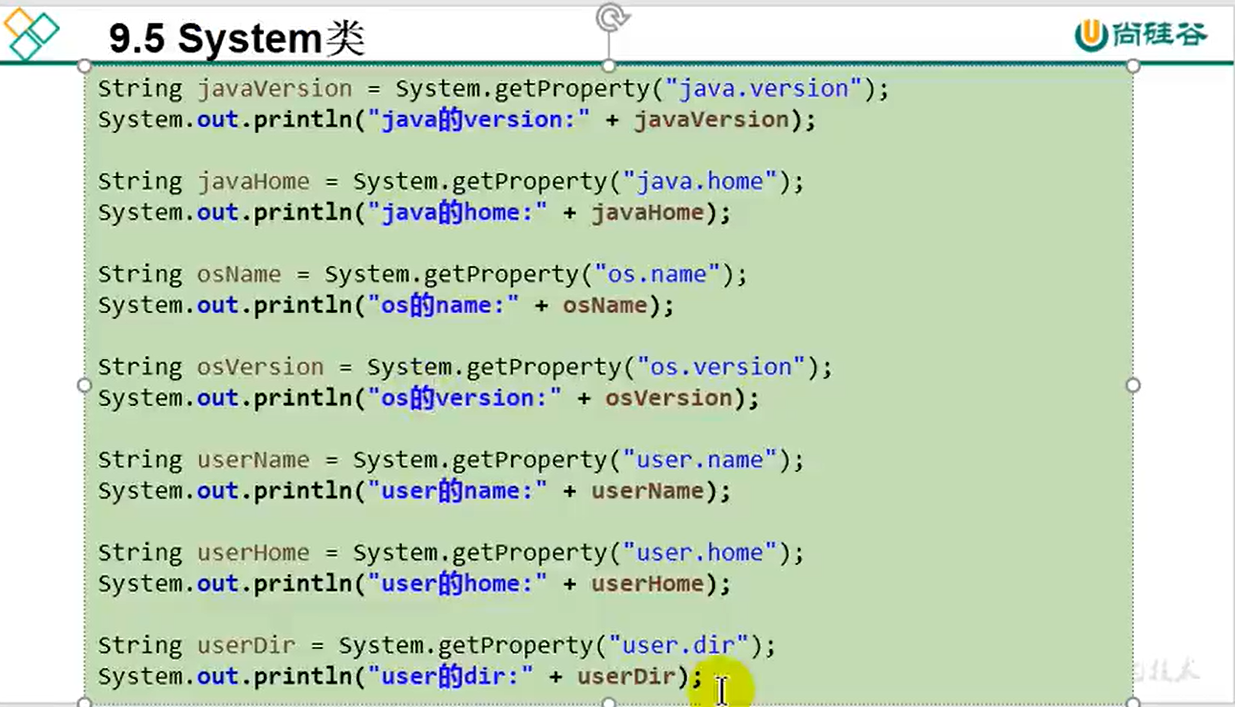 9.5 System类
尚硅谷
String javaVersion = System.getProperty("java.version");
System.out.println("java的version:" + javaVersion);
String javaHome = System.getProperty("java.home");
System.out.println("java的home:" + javaHome);
String osName = System.getProperty("os.name");
System.out.println("os的name:" + osName);
String osVersion = System.getProperty("os.version");
System.out.println("os的version:" + osVersion);
String userName = System.getProperty("user.name");
System.out.println("user的name:" + userName);
String userHome = System.getProperty("user.home");
System.out.println("user的home:" + userHome);
String userDir = System.getProperty("user.dir");
System.out.println("user的dir:" + userDir);
技术